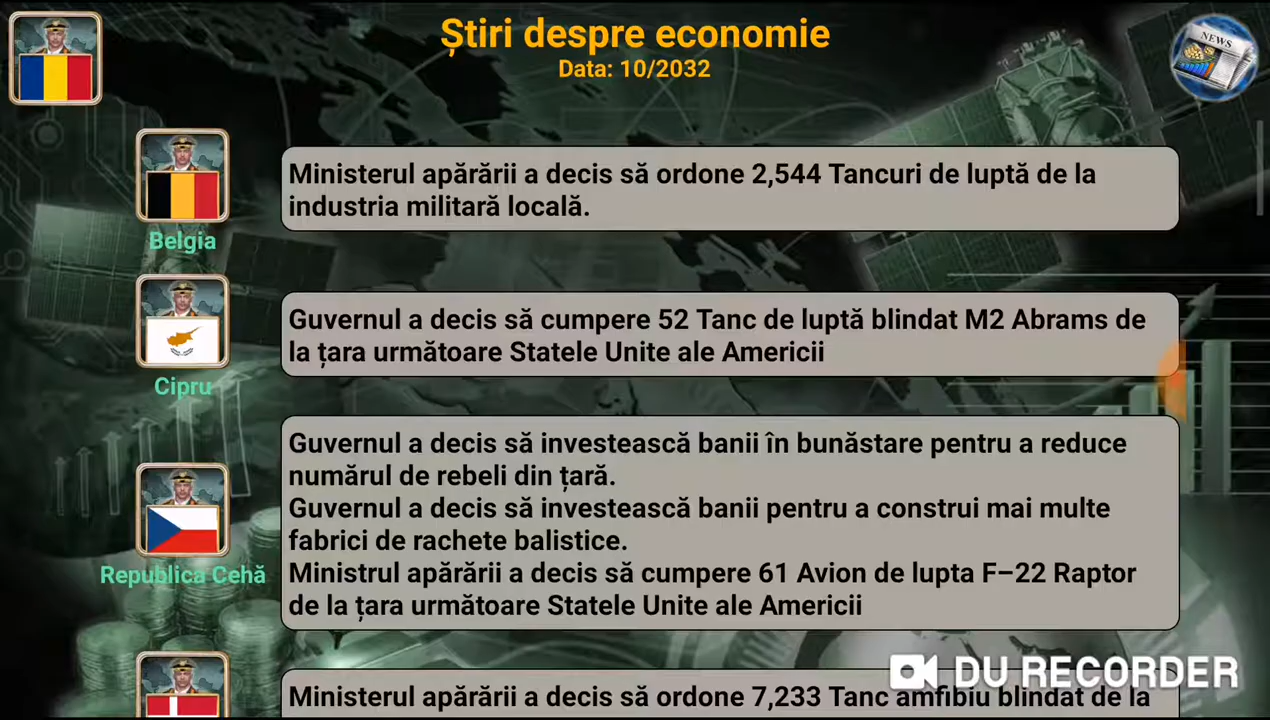 Știri despre economie
Data: 10/2032
NEWS
Ministerul apărării a decis să ordone 2,544 Tancuri de luptă de la
industria militară locală.
Belgia
Guvernul a decis să cumpere 52 Tanc de luptă blindat M2 Abrams de
la țara următoare Statele Unite ale Americii
Cipru
Guvernul a decis să investească banii în bunăstare pentru a reduce
numărul de rebeli din țară.
Guvernul a decis să investească banii pentru a construi mai multe
fabrici de rachete balistice.
Ministrul apărării a decis să cumpere 61 Avion de lupta F–22 Raptor
de la țara următoare Statele Unite ale Americii
Republica Cehă
Ministerul apărării a decis să ordone 7,233 Tanc amfibiu blindat de la
DU RECORDER